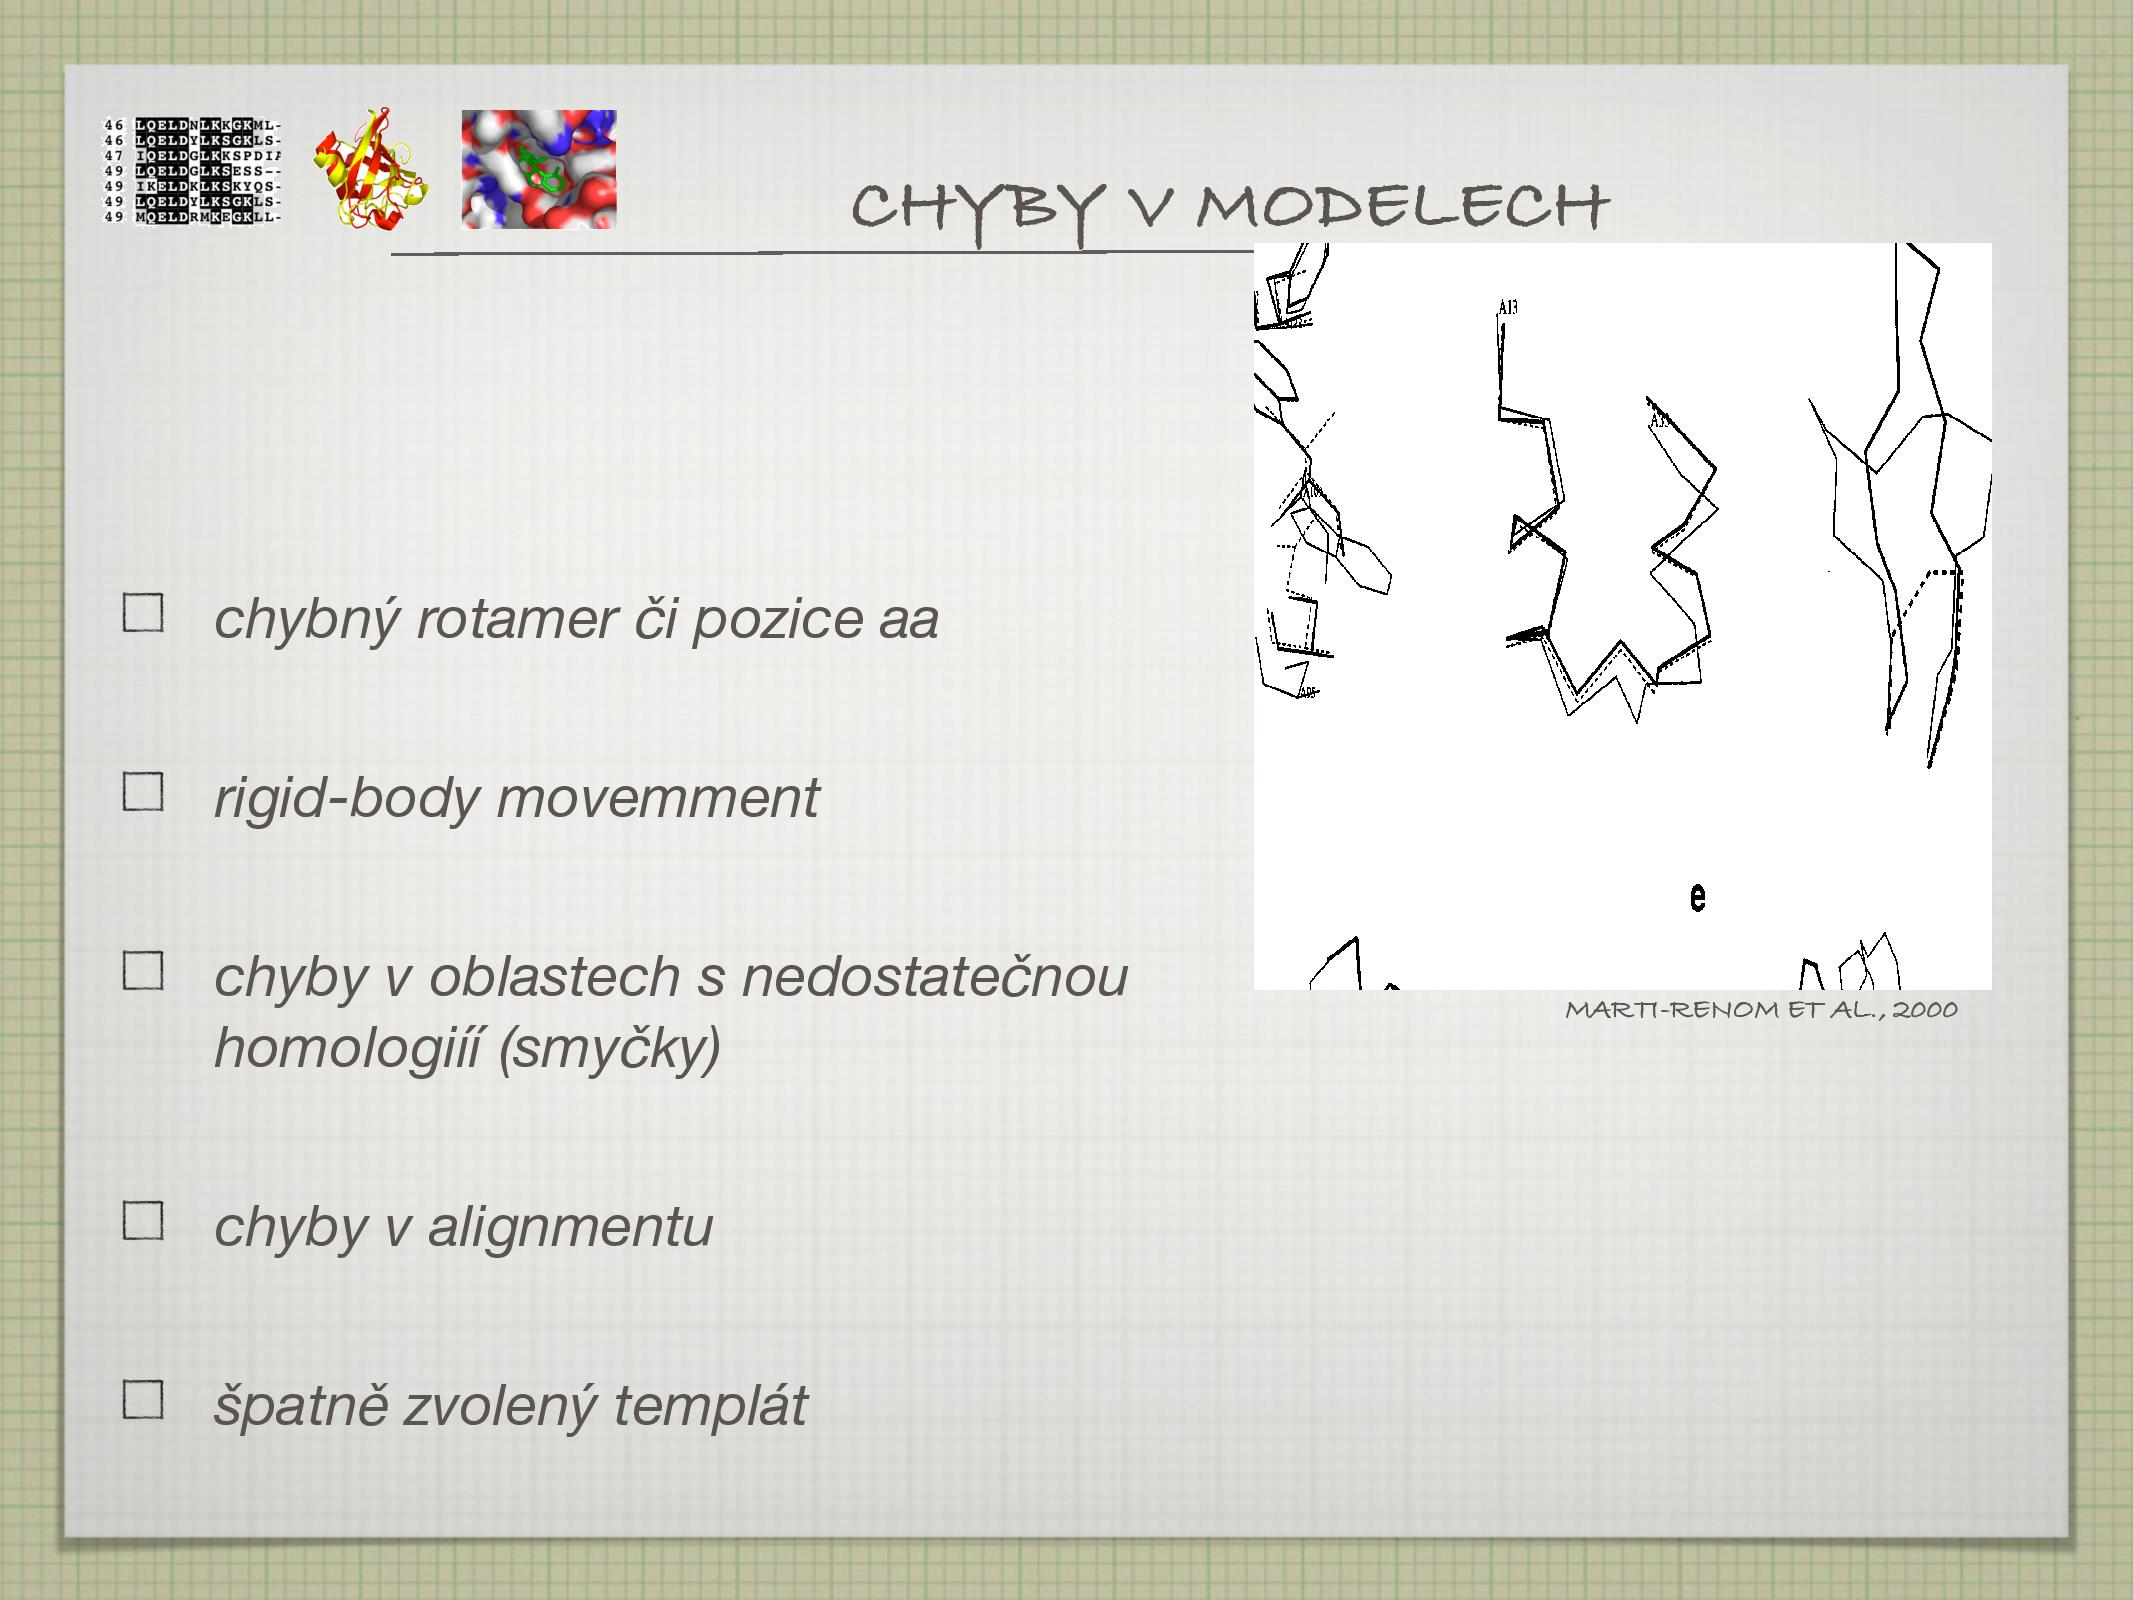 46 LQELDNLKKGKML-
46 LQELDYLKSGKLS-
47 IQELDGLKKSPDI
49 LQELDGLKSESS--
49 IKELDKLKSKYQS-
49 LQELDYLKSGKLS-
49 MQELDRMKEGKLL-
CHYBY V MODELECH
A13
chybný rotamer či pozice aa
rigid-body movemment
e
chyby v oblastech s nedostatečnou
homologiíí (smyčky)
MARTI-RENOM ET AL., 2000
chyby v alignmentu
špatně zvolený templát